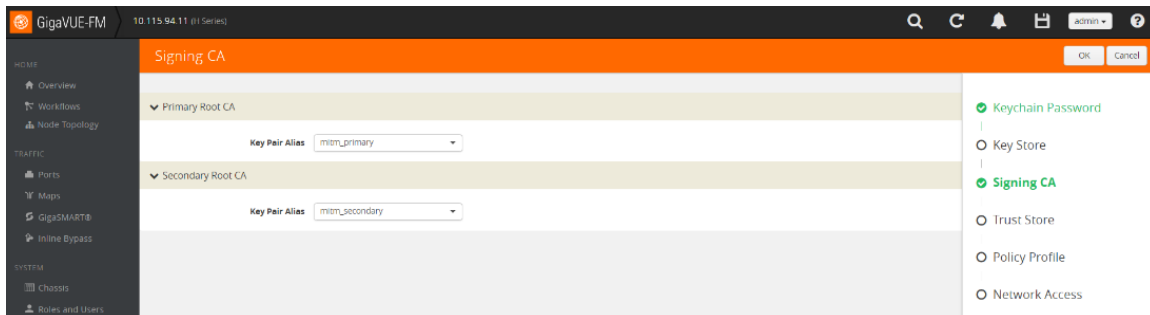 GigaVUE-FM 10.115.94.11 (H Series) admin
Signing CA OK Cancel
HOME
Overview
Workflows
Node Topology
TRAFFIC
Ports
Maps
GigaSMART®
Inline Bypass
SYSTEM
Chassis
Roles and Users
Primary Root CA
Key Pair Alias mitm_primary
Secondary Root CA
Key Pair Alias mitm_secondary
Keychain Password
Key Store
Signing CA
Trust Store
Policy Profile
Network Access